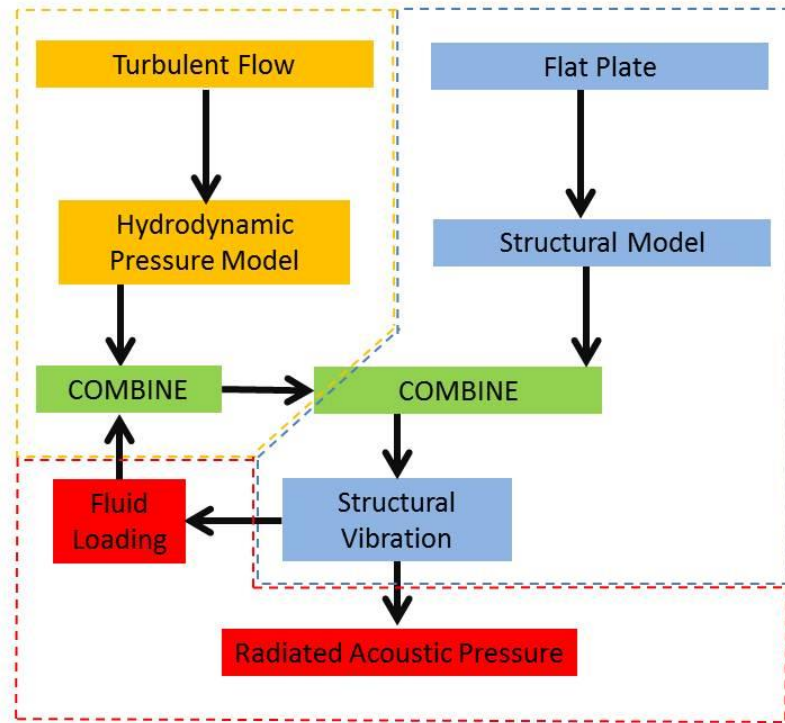 Turbulent Flow
Flat Plate
Hydrodynamic
Pressure Model
Structural Model
COMBINE
COMBINE
Fluid
Loading
Structural
Vibration
Radiated Acoustic Pressure